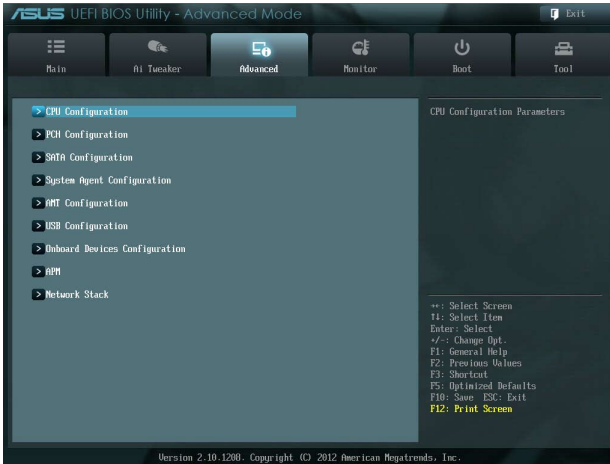 ASUS UEFI BIOS Utility - Advanced Mode
Exit
Main
Ai Tweaker
Advanced
Monitor
Boot
Tool
> CPU Configuration
> PCH Configuration
> SATA Configuration
> System Agent Configuration
> AMT Configuration
> USB Configuration
> Onboard Devices Configuration
> APM
> Network Stack
CPU Configuration Parameters
→←: Select Screen
↑↓: Select Item
Enter: Select
+/-: Change Opt.
F1: General Help
F2: Previous Values
F3: Shortcut
F5: Optimized Defaults
F10: Save ESC: Exit
F12: Print Screen
Version 2.10.1208. Copyright (C) 2012 American Megatrends, Inc.